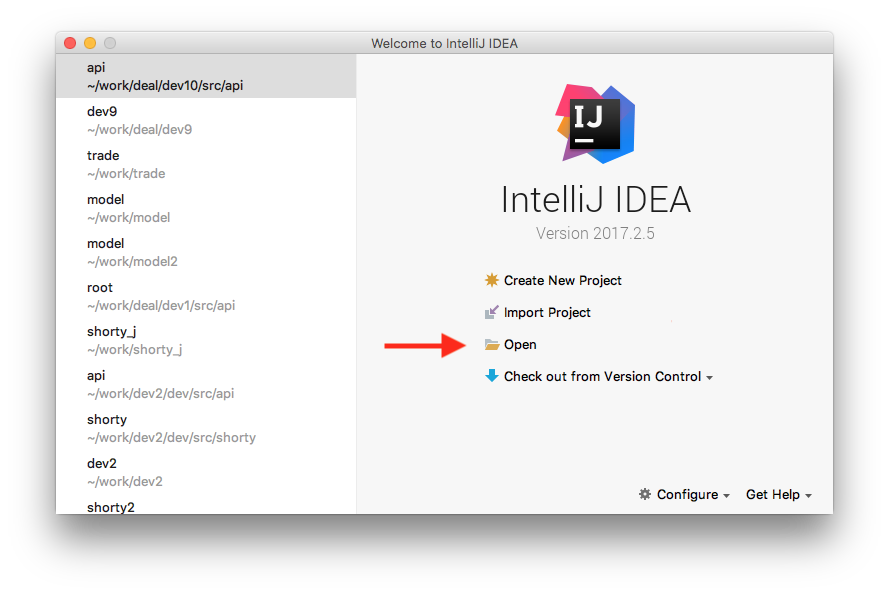 Welcome to IntelliJ IDEA
api
~/work/deal/dev10/src/api
dev9
~/work/deal/dev9
trade
~/work/trade
model
~/work/model
model
~/work/model2
root
~/work/deal/dev1/src/api
shorty_j
~/work/shorty_j
api
~/work/dev2/dev/src/api
shorty
~/work/dev2/dev/src/shorty
dev2
~/work/dev2
shorty2
IJ
IntelliJ IDEA
Version 2017.2.5
Create New Project
Import Project
Open
Check out from Version Control
Configure
Get Help